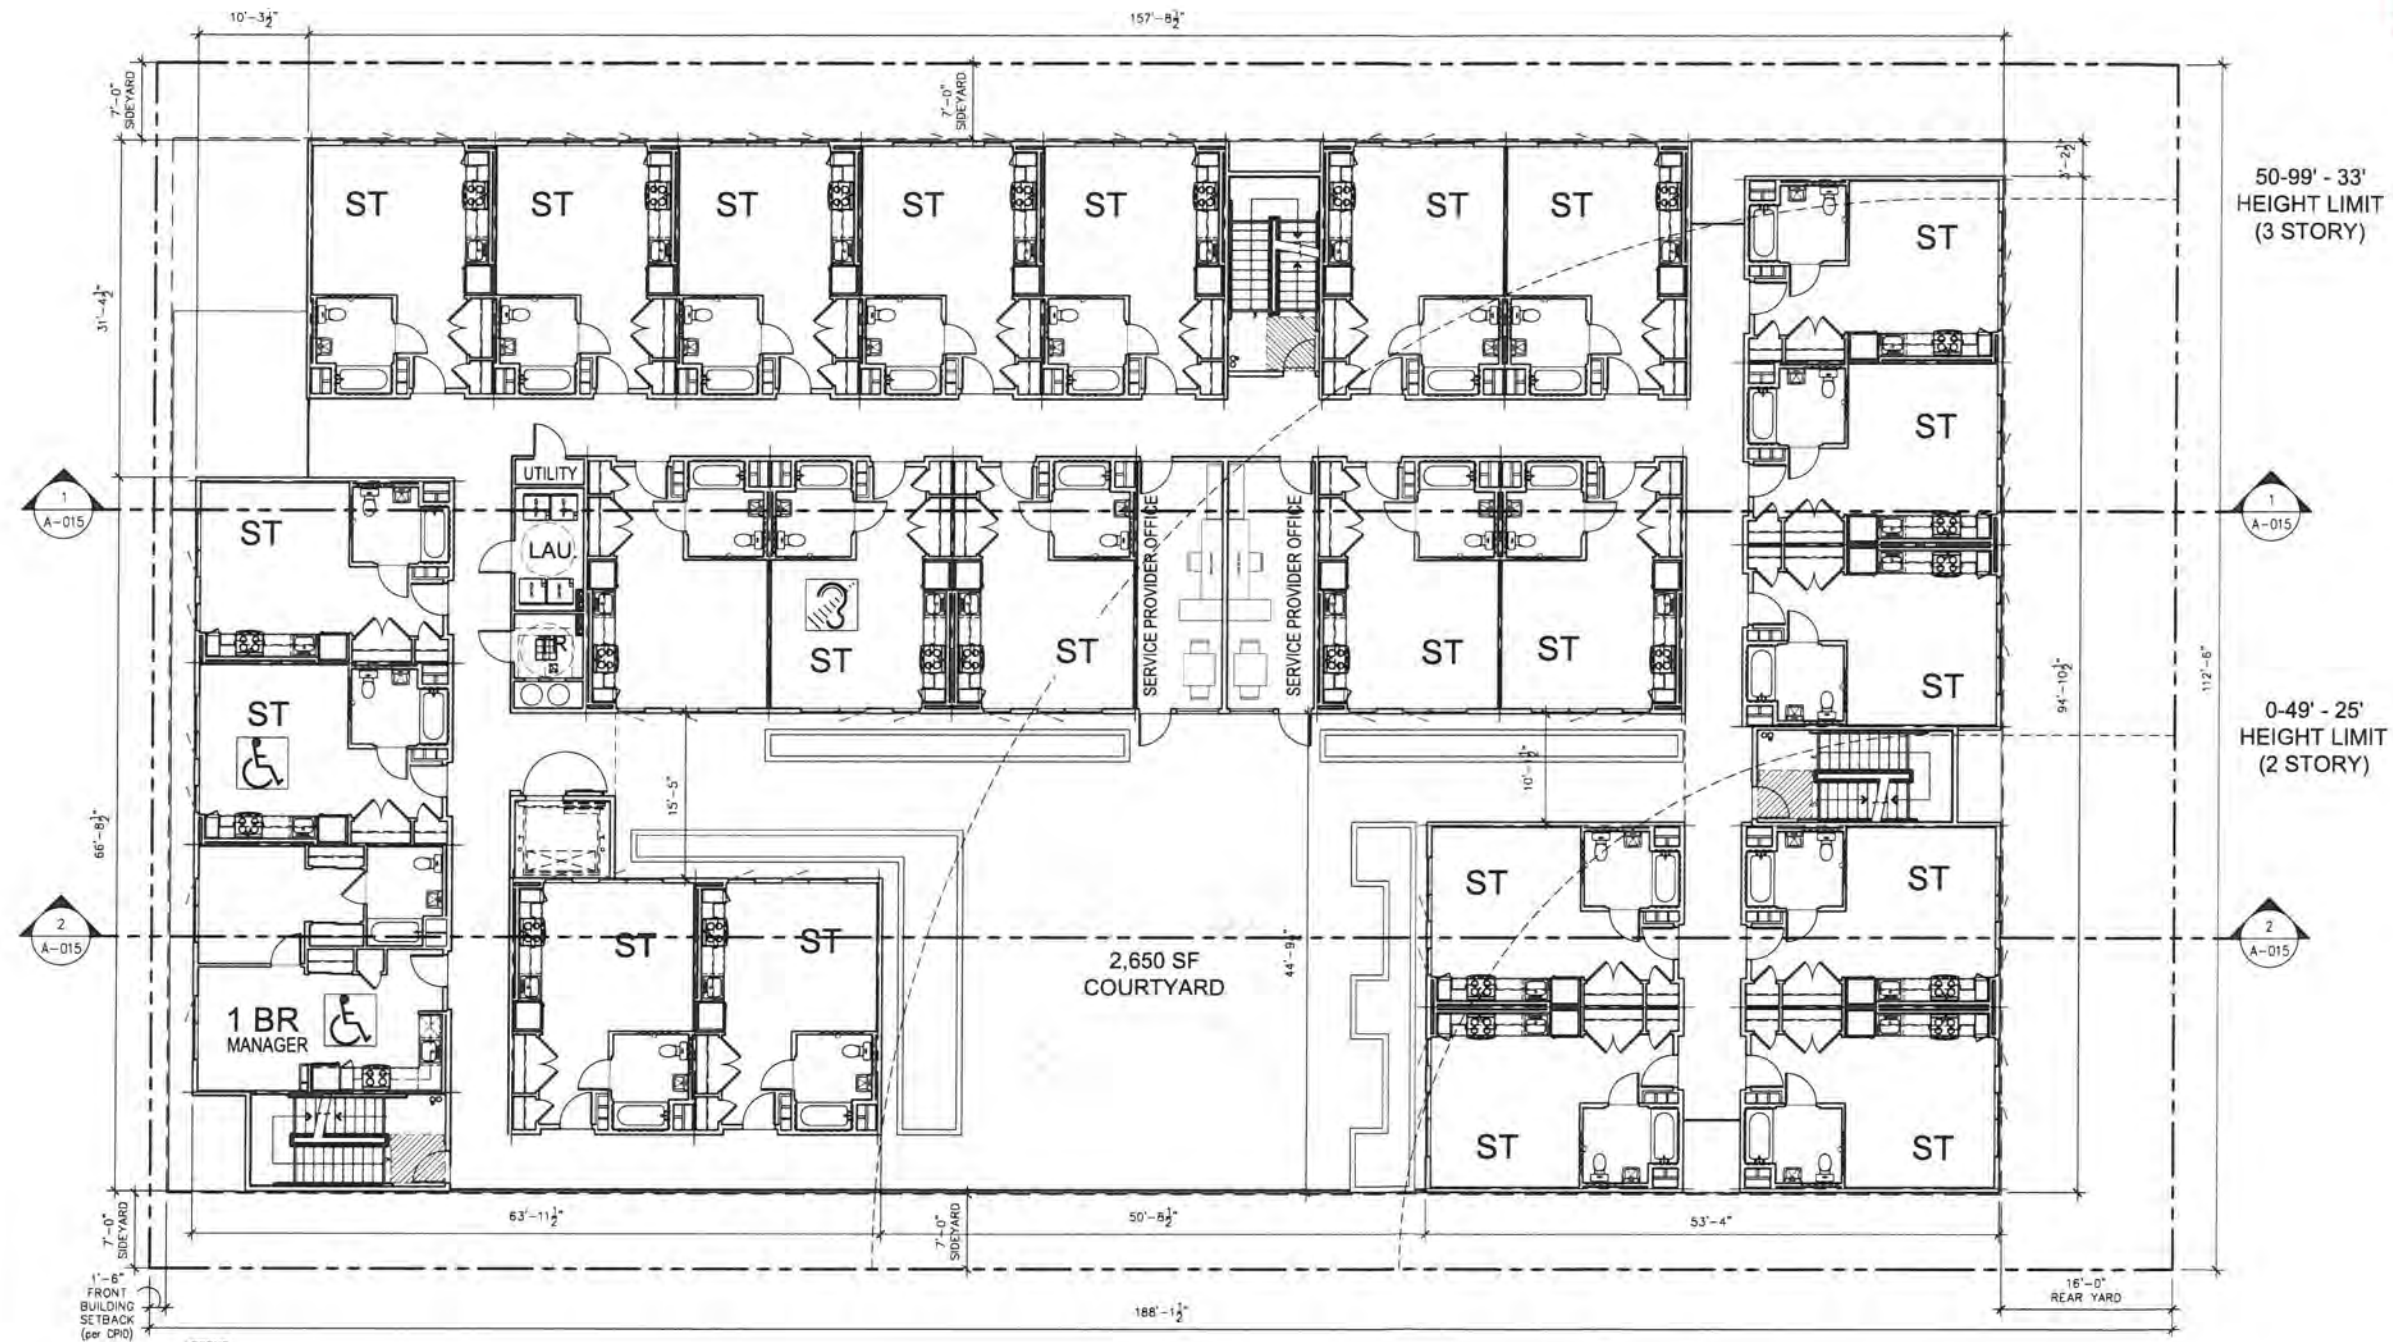 10'-3½"
157'-8½"
7'-0"
SIDEYARD
7'-0"
SIDEYARD
3'-2½"
50-99' - 33'
HEIGHT LIMIT
(3 STORY)
ST
ST
ST
ST
ST
ST
ST
ST
31'-4½"
ST
UTILITY
1
A-015
ST
LAU.
SERVICE PROVIDER OFFICE
SERVICE PROVIDER OFFICE
1
A-015
ST
ST
ST
ST
ST
ST
94'-10½"
112'-6"
0-49' - 25'
HEIGHT LIMIT
(2 STORY)
15'-5"
10'-1½"
66'-8½"
ST
ST
2
A-015
ST
ST
2,650 SF
COURTYARD
44'-9½"
2
A-015
1 BR
MANAGER
ST
ST
7'-0"
SIDEYARD
63'-11½"
7'-0"
SIDEYARD
50'-8½"
53'-4"
1'-6"
FRONT
BUILDING
SETBACK
(per CPIO)
188'-1½"
16'-0"
REAR YARD